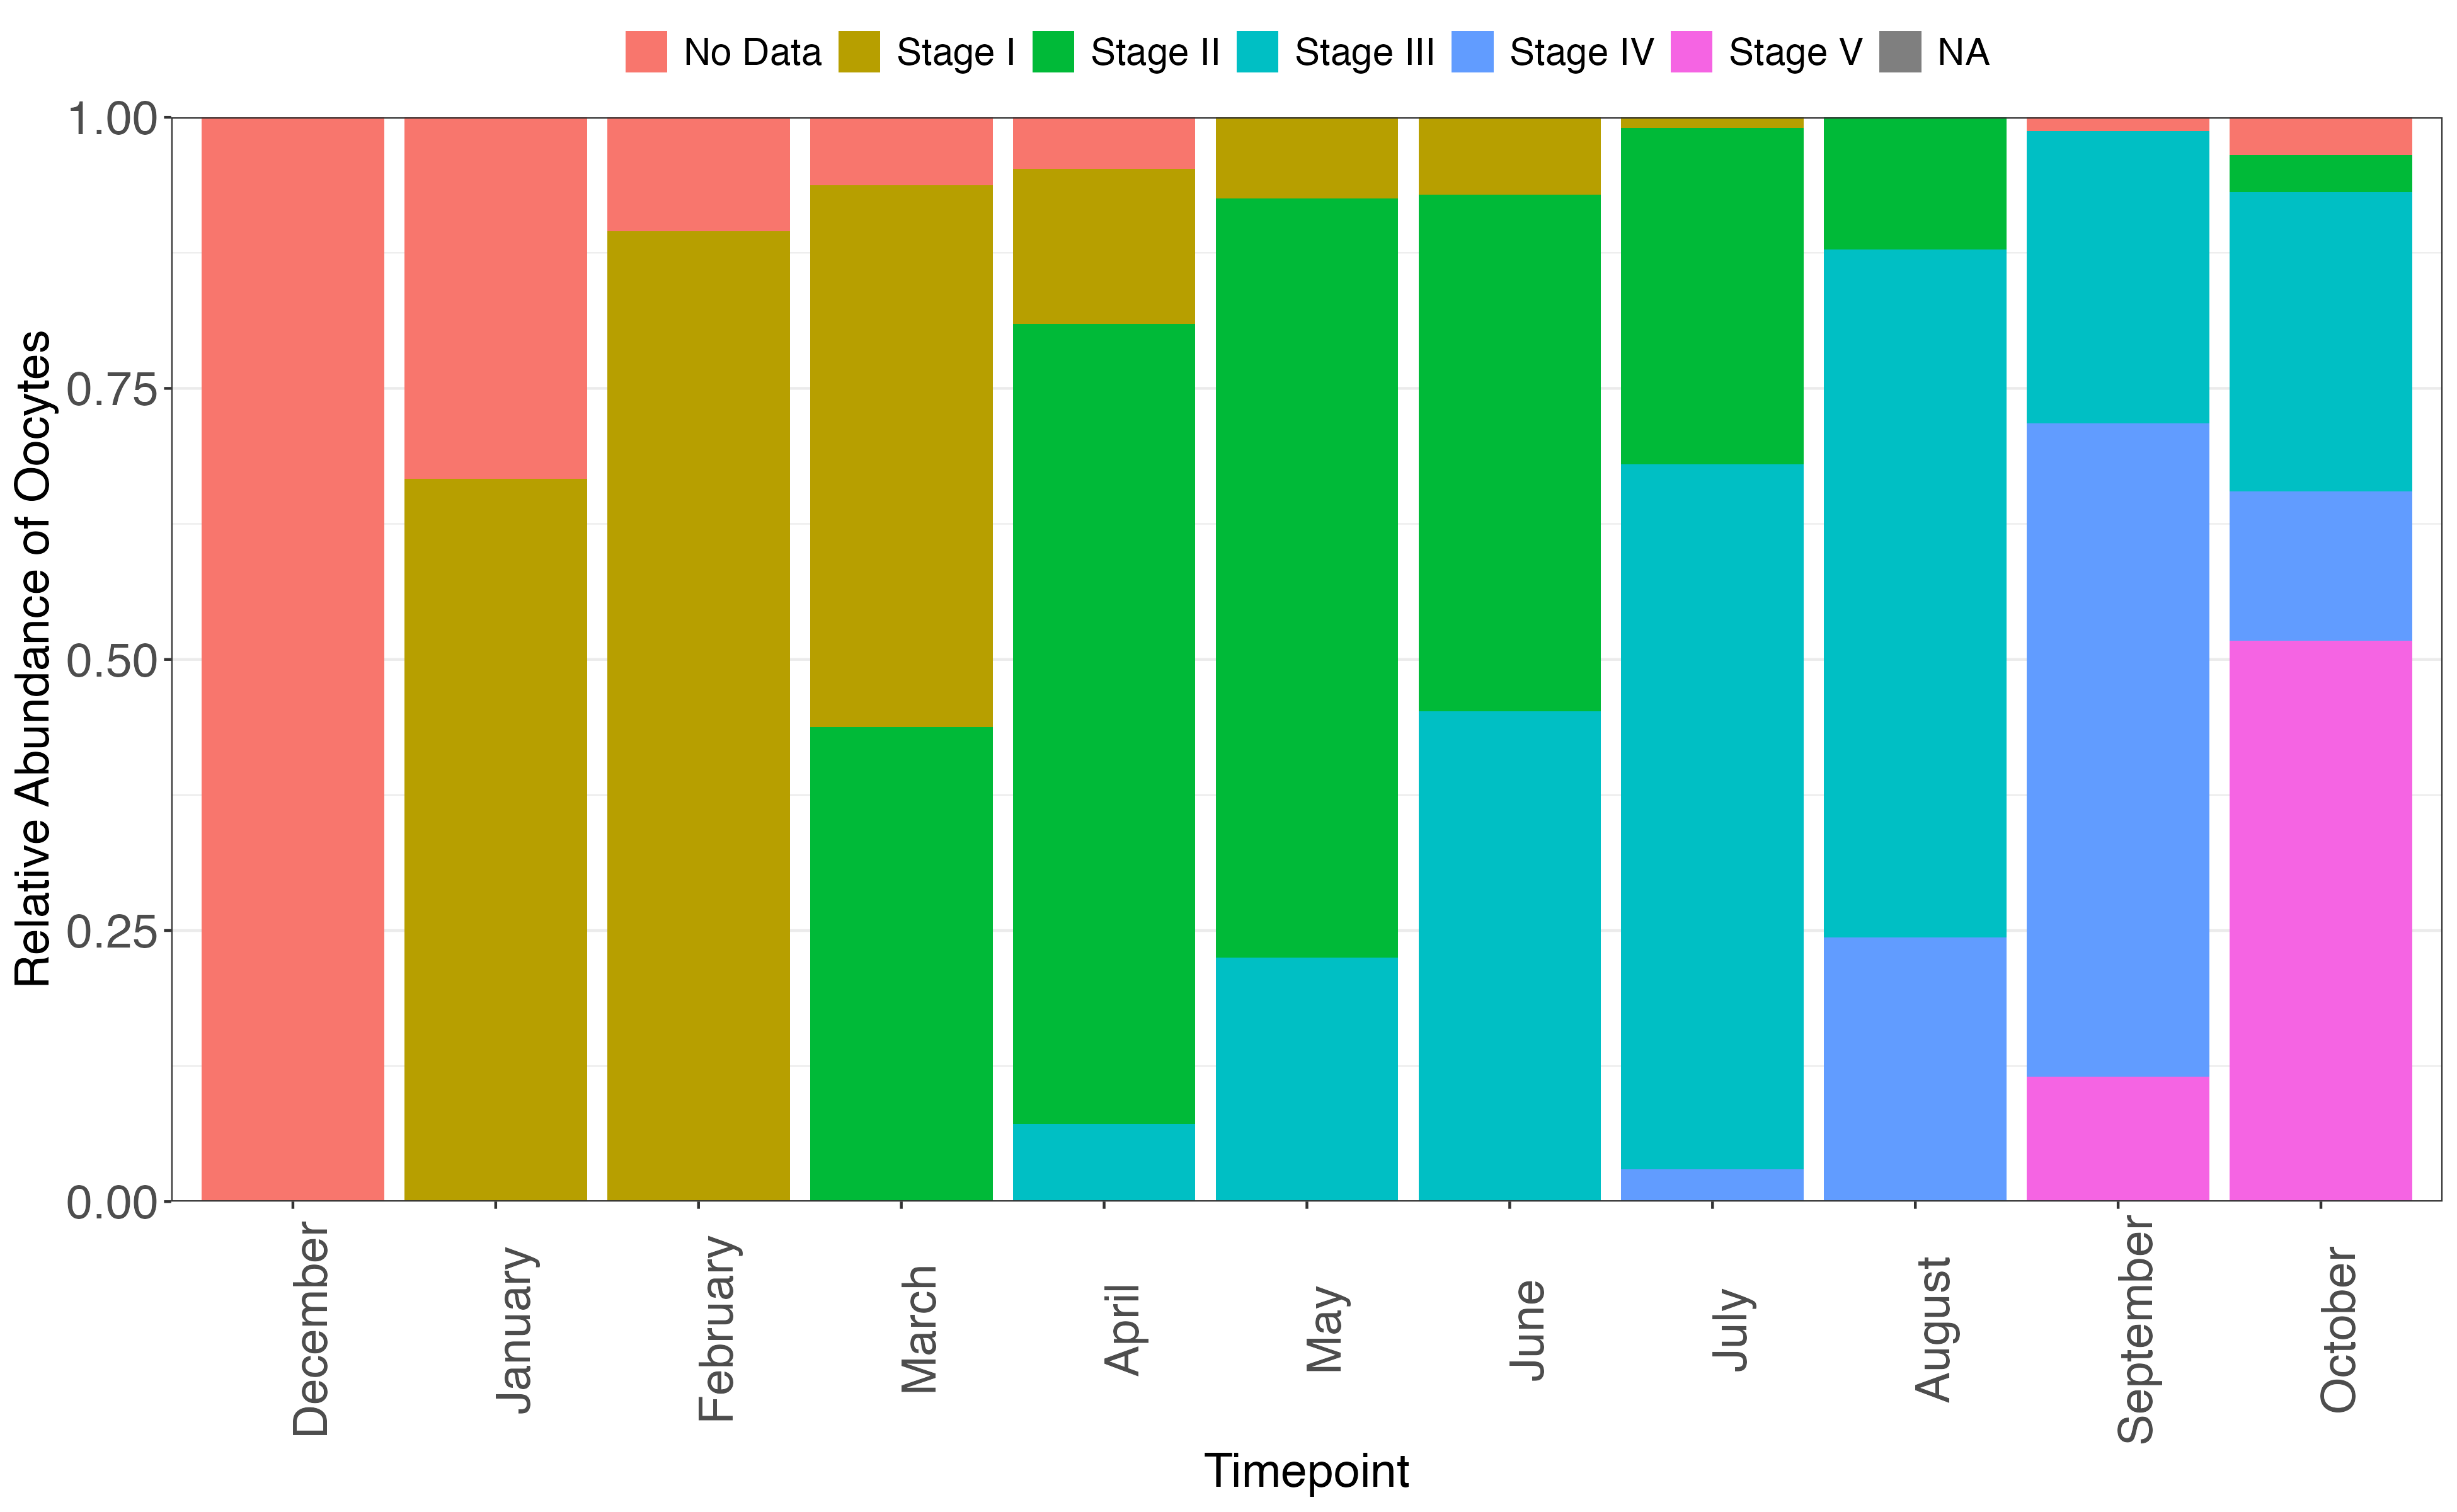 No Data Stage I Stage II Stage III Stage IV Stage V NA
Relative Abundance of Oocytes
1.00
0.75
0.50
0.25
0.00
December January February March April May June July August September October
Timepoint